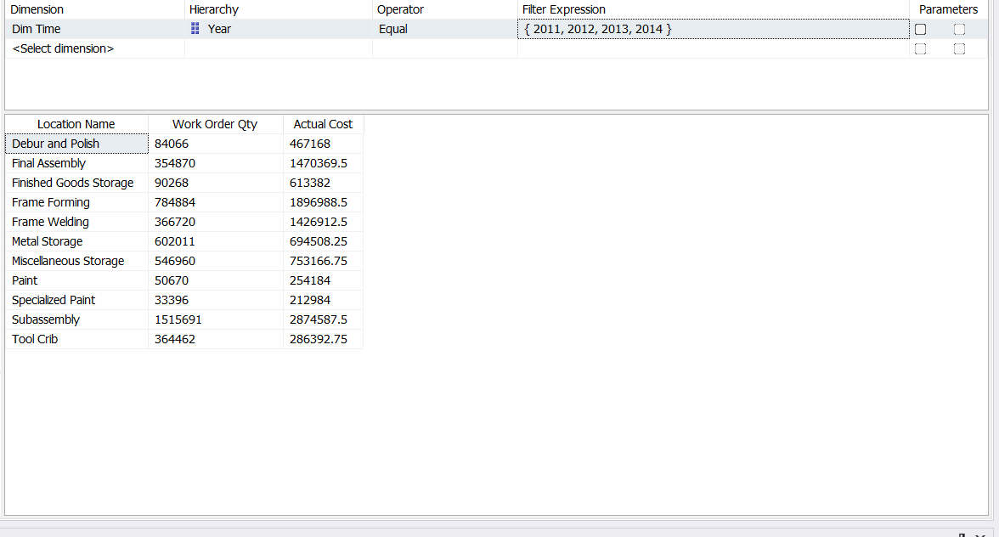 Dimension Hierarchy Operator Filter Expression Parameters
Dim Time Year Equal { 2011, 2012, 2013, 2014 }
<Select dimension>
Location Name Work Order Qty Actual Cost
Debur and Polish 84066 467168
Final Assembly 354870 1470369.5
Finished Goods Storage 90268 613382
Frame Forming 784884 1896988.5
Frame Welding 366720 1426912.5
Metal Storage 602011 694508.25
Miscellaneous Storage 546960 753166.75
Paint 50670 254184
Specialized Paint 33396 212984
Subassembly 1515691 2874587.5
Tool Crib 364462 286392.75